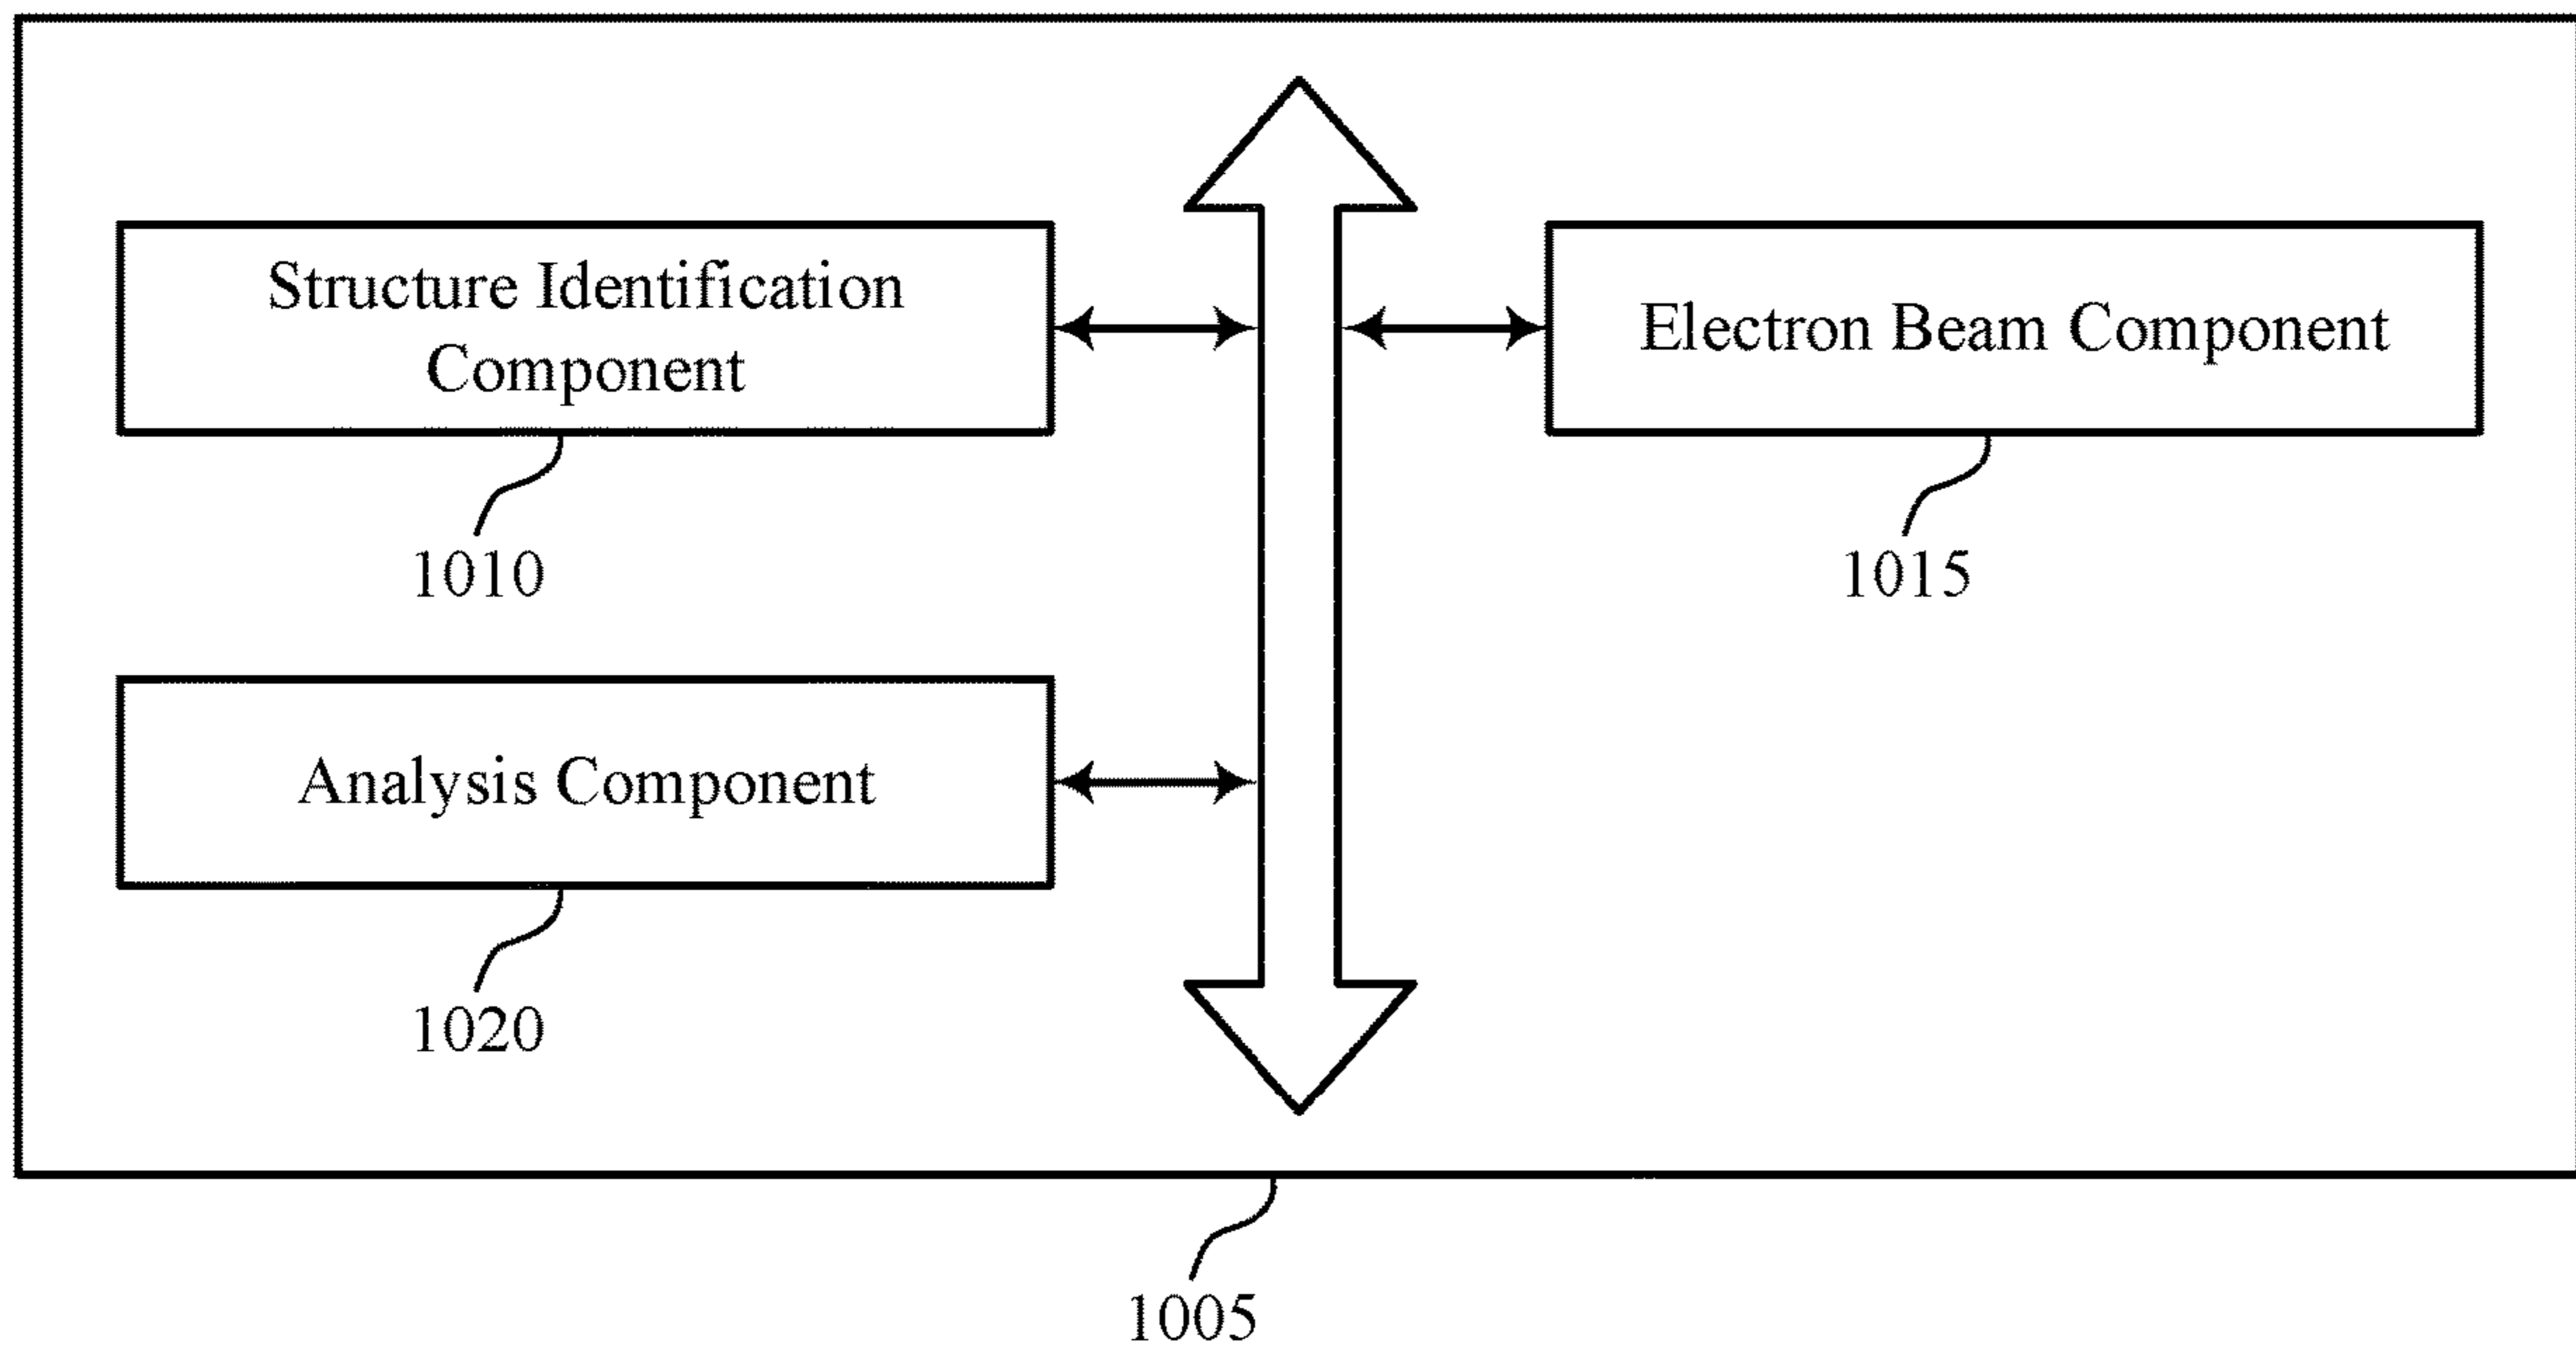 Structure Identification
Component
Electron Beam Component
1010
1015
Analysis Component
1020
1005